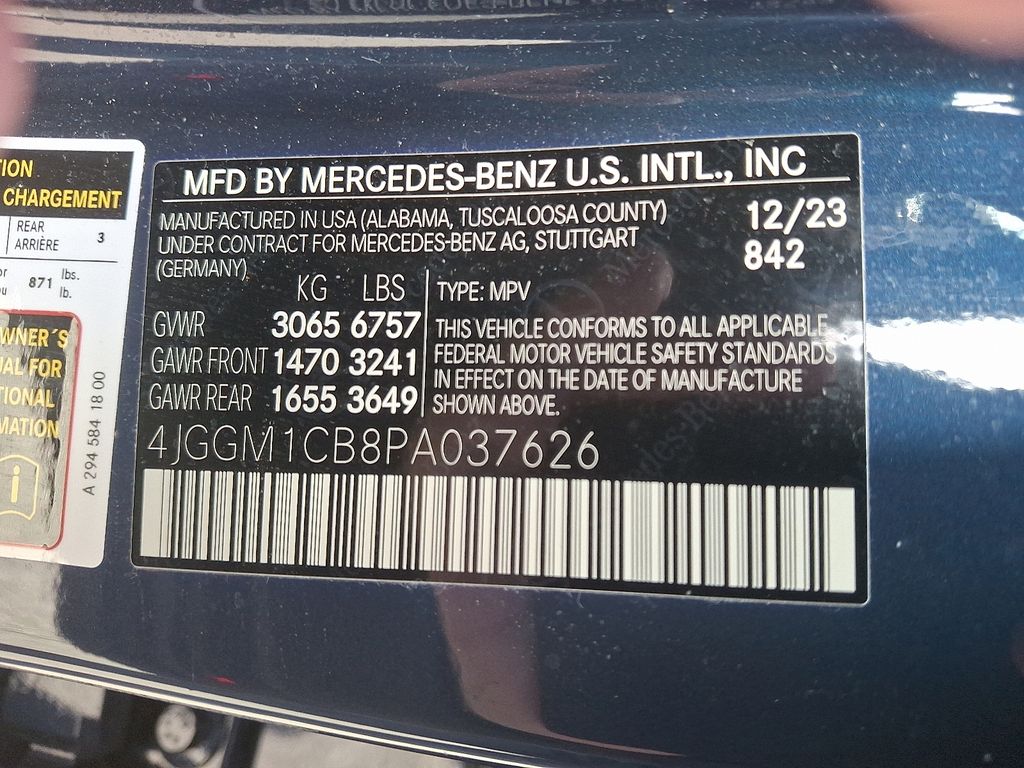 TION
CHARGEMENT
REAR
ARRIÈRE 3
871 lbs.
lb.
OWNER´S
UAL FOR
TIONAL
MATION
i
A 294 584 18 00
MFD BY MERCEDES-BENZ U.S. INTL., INC
MANUFACTURED IN USA (ALABAMA, TUSCALOOSA COUNTY) 12/23
UNDER CONTRACT FOR MERCEDES-BENZ AG, STUTTGART 842
(GERMANY)
KG LBS TYPE: MPV
GVWR 3065 6757
GAWR FRONT 1470 3241
GAWR REAR 1655 3649
THIS VEHICLE CONFORMS TO ALL APPLICABLE
FEDERAL MOTOR VEHICLE SAFETY STANDARDS
IN EFFECT ON THE DATE OF MANUFACTURE
SHOWN ABOVE.
4JGGM1CB8PA037626